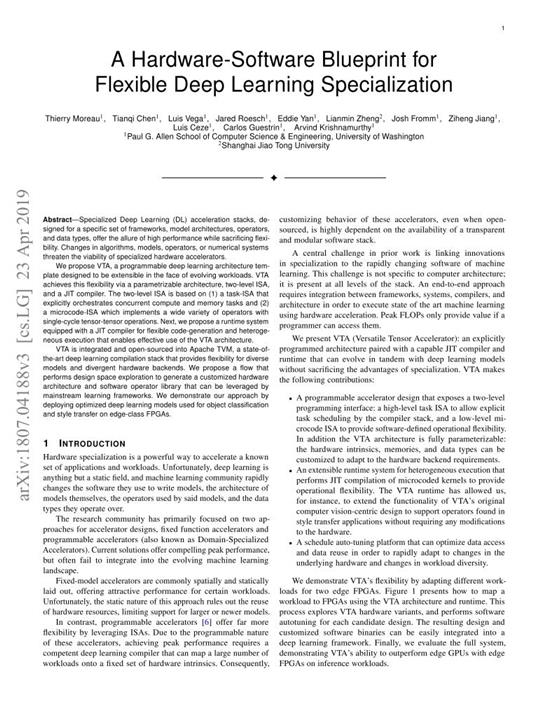 1
A Hardware-Software Blueprint for
Flexible Deep Learning Specialization
Thierry Moreau1, Tianqi Chen1, Luis Vega1, Jared Roesch1, Eddie Yan1, Lianmin Zheng2, Josh Fromm1, Ziheng Jiang1,
Luis Ceze1, Carlos Guestrin1, Arvind Krishnamurthy1
1Paul G. Allen School of Computer Science & Engineering, University of Washington
2Shanghai Jiao Tong University
arXiv:1807.04188v3 [cs.LG] 23 Apr 2019
Abstract—Specialized Deep Learning (DL) acceleration stacks, de-
signed for a specific set of frameworks, model architectures, operators,
and data types, offer the allure of high performance while sacrificing flexi-
bility. Changes in algorithms, models, operators, or numerical systems
threaten the viability of specialized hardware accelerators.
We propose VTA, a programmable deep learning architecture tem-
plate designed to be extensible in the face of evolving workloads. VTA
achieves this flexibility via a parametrizable architecture, two-level ISA,
and a JIT compiler. The two-level ISA is based on (1) a task-ISA that
explicitly orchestrates concurrent compute and memory tasks and (2)
a microcode-ISA which implements a wide variety of operators with
single-cycle tensor-tensor operations. Next, we propose a runtime system
equipped with a JIT compiler for flexible code-generation and heteroge-
neous execution that enables effective use of the VTA architecture.
VTA is integrated and open-sourced into Apache TVM, a state-of-
the-art deep learning compilation stack that provides flexibility for diverse
models and divergent hardware backends. We propose a flow that
performs design space exploration to generate a customized hardware
architecture and software operator library that can be leveraged by
mainstream learning frameworks. We demonstrate our approach by
deploying optimized deep learning models used for object classification
and style transfer on edge-class FPGAs.
1 INTRODUCTION
Hardware specialization is a powerful way to accelerate a known
set of applications and workloads. Unfortunately, deep learning is
anything but a static field, and machine learning community rapidly
changes the software they use to write models, the architecture of
models themselves, the operators used by said models, and the data
types they operate over.
The research community has primarily focused on two ap-
proaches for accelerator designs, fixed function accelerators and
programmable accelerators (also known as Domain-Specialized
Accelerators). Current solutions offer compelling peak performance,
but often fail to integrate into the evolving machine learning
landscape.
Fixed-model accelerators are commonly spatially and statically
laid out, offering attractive performance for certain workloads.
Unfortunately, the static nature of this approach rules out the reuse
of hardware resources, limiting support for larger or newer models.
In contrast, programmable accelerators [6] offer far more
flexibility by leveraging ISAs. Due to the programmable nature
of these accelerators, achieving peak performance requires a
competent deep learning compiler that can map a large number of
workloads onto a fixed set of hardware intrinsics. Consequently,
customizing behavior of these accelerators, even when open-
sourced, is highly dependent on the availability of a transparent
and modular software stack.
A central challenge in prior work is linking innovations
in specialization to the rapidly changing software of machine
learning. This challenge is not specific to computer architecture;
it is present at all levels of the stack. An end-to-end approach
requires integration between frameworks, systems, compilers, and
architecture in order to execute state of the art machine learning
using hardware acceleration. Peak FLOPs only provide value if a
programmer can access them.
We present VTA (Versatile Tensor Accelerator): an explicitly
programmed architecture paired with a capable JIT compiler and
runtime that can evolve in tandem with deep learning models
without sacrificing the advantages of specialization. VTA makes
the following contributions:
• A programmable accelerator design that exposes a two-level
programming interface: a high-level task ISA to allow explicit
task scheduling by the compiler stack, and a low-level mi-
crocode ISA to provide software-defined operational flexibility.
In addition the VTA architecture is fully parameterizable:
the hardware intrinsics, memories, and data types can be
customized to adapt to the hardware backend requirements.
• An extensible runtime system for heterogeneous execution that
performs JIT compilation of microcoded kernels to provide
operational flexibility. The VTA runtime has allowed us,
for instance, to extend the functionality of VTA's original
computer vision-centric design to support operators found in
style transfer applications without requiring any modifications
to the hardware.
• A schedule auto-tuning platform that can optimize data access
and data reuse in order to rapidly adapt to changes in the
underlying hardware and changes in workload diversity.
We demonstrate VTA's flexibility by adapting different work-
loads for two edge FPGAs. Figure 1 presents how to map a
workload to FPGAs using the VTA architecture and runtime. This
process explores VTA hardware variants, and performs software
autotuning for each candidate design. The resulting design and
customized software binaries can be easily integrated into a
deep learning framework. Finally, we evaluate the full system,
demonstrating VTA's ability to outperform edge GPUs with edge
FPGAs on inference workloads.